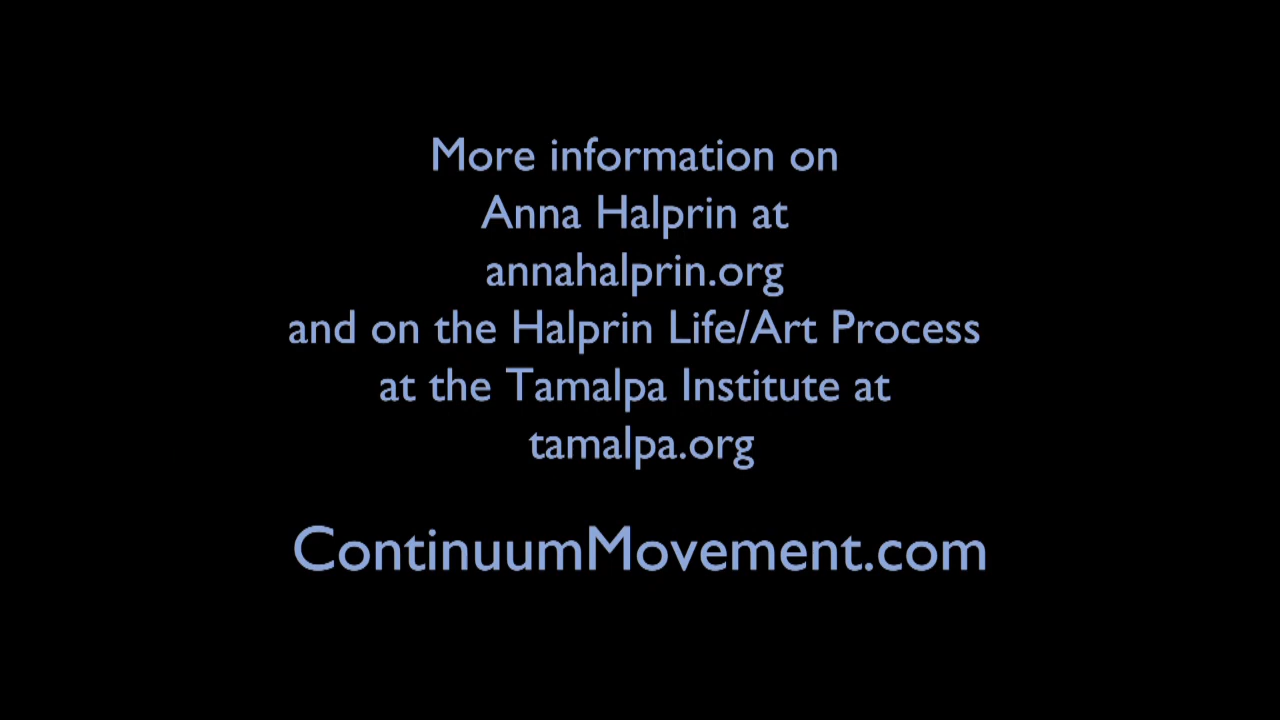 More information on
Anna Halprin at
annahalprin.org
and on the Halprin Life/Art Process
at the Tamalpa Institute at
tamalpa.org
ContinuumMovement.com